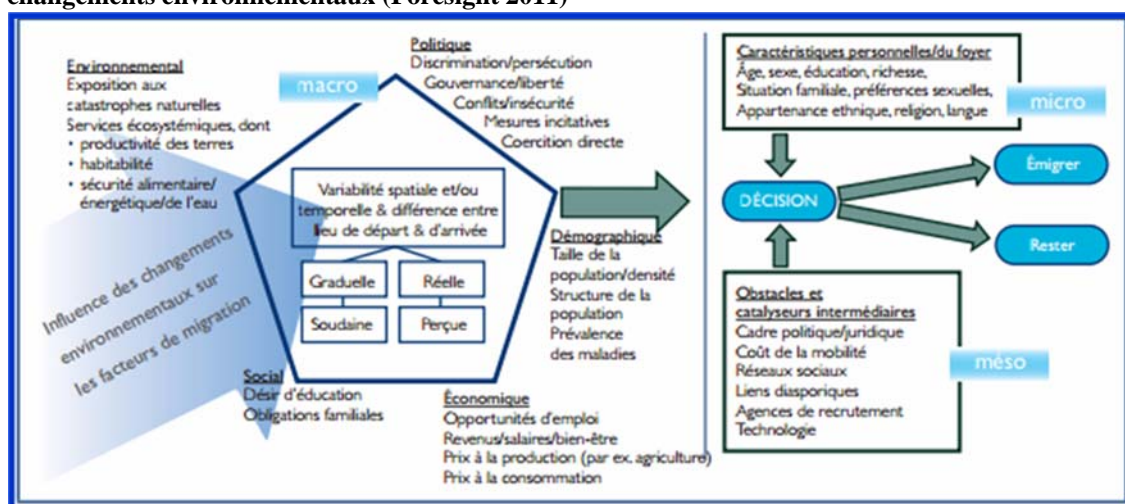 changements environnementaux (Foresight 2011)
Environnemental
Exposition aux
catastrophes naturelles
Services écosystémiques, dont
• productivité des terres
• habitabilité
• sécurité alimentaire/
énergétique/de l'eau
macro
Politique
Discrimination/persécution
Gouvernance/liberté
Conflits/insécurité
Mesures incitatives
Coercition directe
Variabilité spatiale et/ou
temporelle & différence entre
lieu de départ & d'arrivée
Graduelle
Réelle
Soudaine
Perçue
Influence des changements
environnementaux sur
les facteurs de migration
Démographique
Taille de la
population/densité
Structure de la
population
Prévalence
des maladies
Social
Désir d'éducation
Obligations familiales
Économique
Opportunités d'emploi
Revenus/salaires/bien-être
Prix à la production (par ex. agriculture)
Prix à la consommation
Caractéristiques personnelles/du foyer
Âge, sexe, éducation, richesse,
Situation familiale, préférences sexuelles,
Appartenance ethnique, religion, langue
micro
DÉCISION
Émigrer
Rester
Obstacles et
catalyseurs intermédiaires
Cadre politique/juridique
Coût de la mobilité
Réseaux sociaux
Liens diasporiques
Agences de recrutement
Technologie
méso